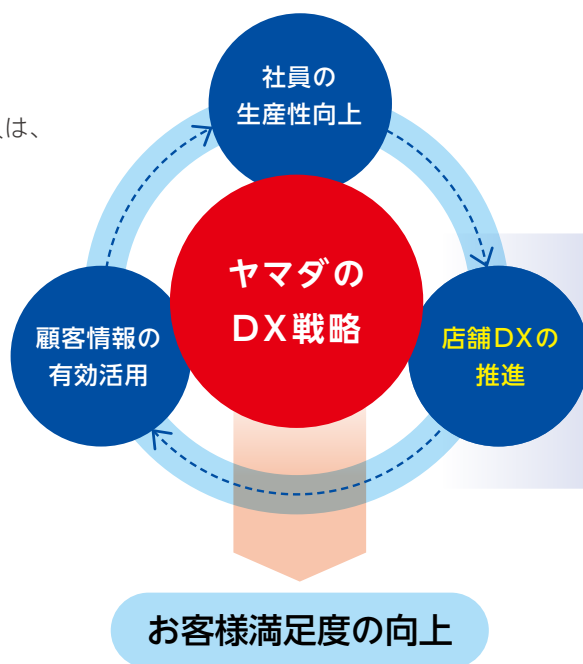 は、
社員の
生産性向上
ヤマダの
DX戦略
顧客情報の
有効活用
店舗DXの
推進
お客様満足度の向上